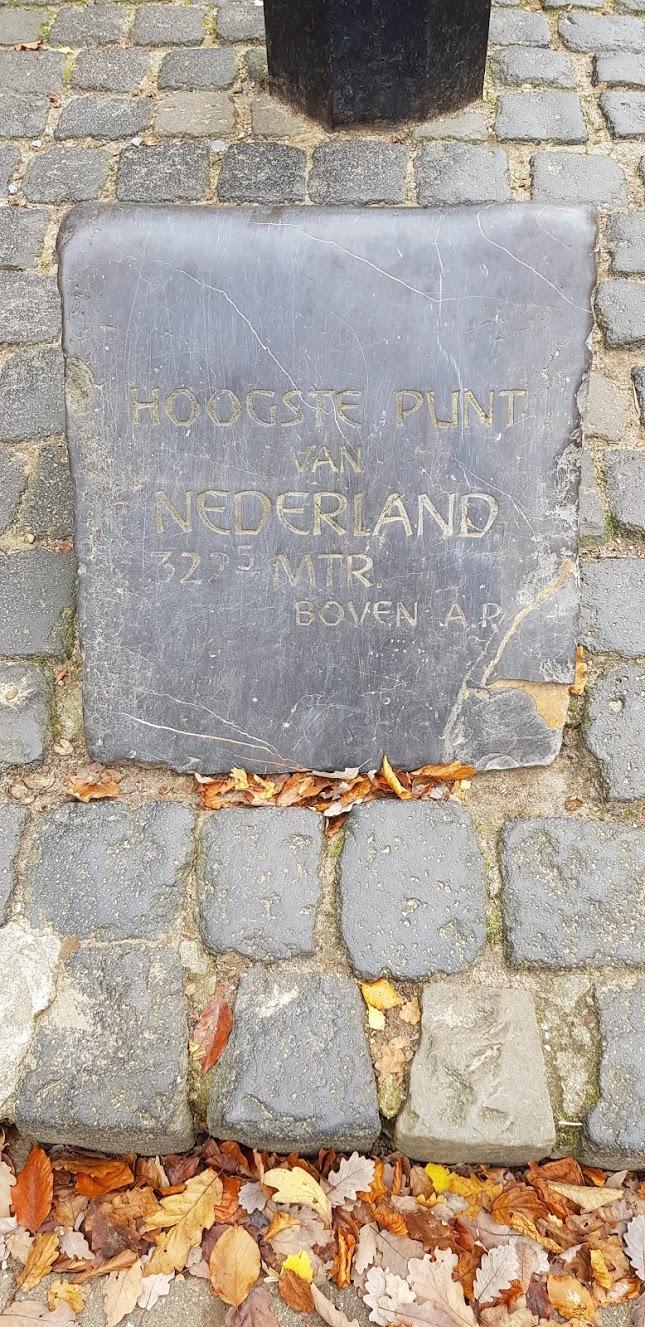 HOOGSTE PUNT
VAN
NEDERLAND
322⁵ MTR.
BOVEN A.P.